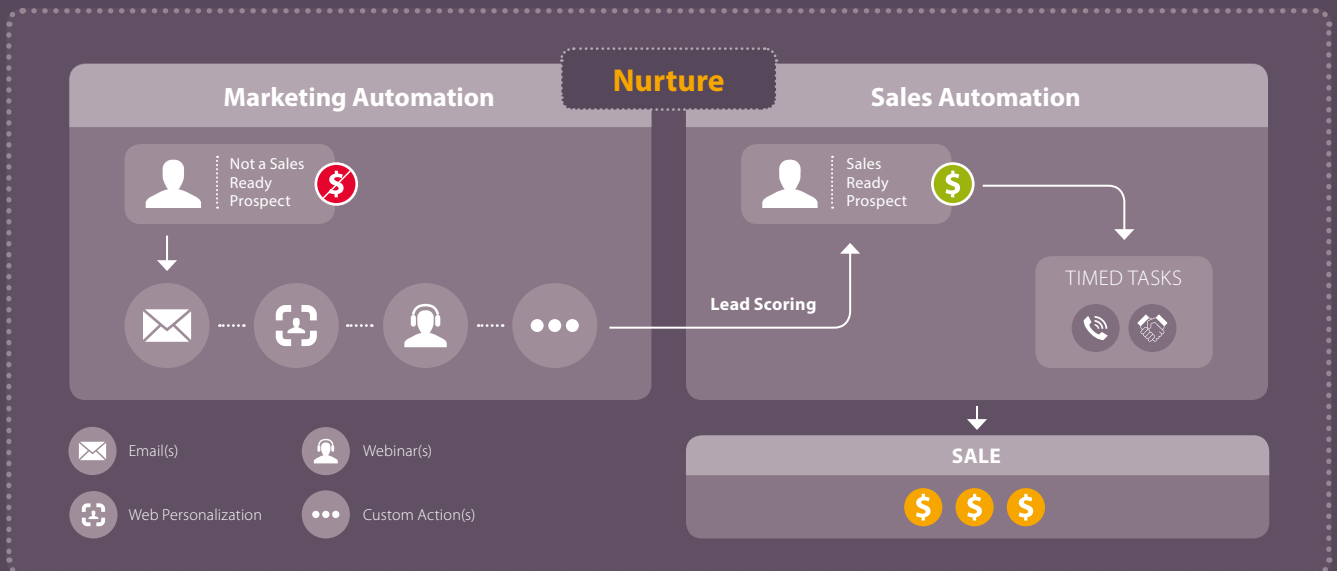 Nurture
Marketing Automation
Not a Sales
Ready
Prospect
$
Sales Automation
Sales
Ready
Prospect
$
TIMED TASKS
Lead Scoring
Email(s)
Webinar(s)
Web Personalization
Custom Action(s)
SALE
$ $ $